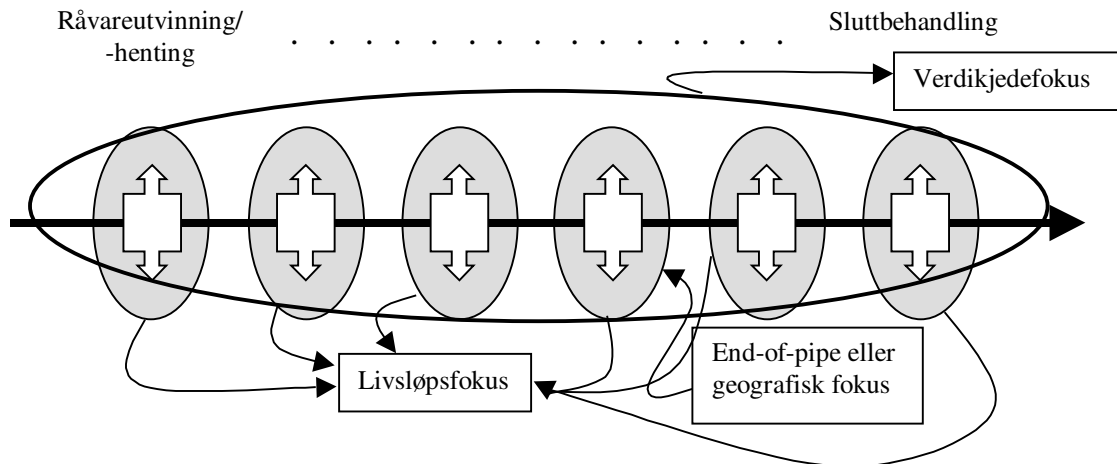 Råvareutvinning/
-henting
. . . . . . . . . . . . . . .
Sluttbehandling
Verdikjedefokus
Livsløpsfokus
End-of-pipe eller
geografisk fokus